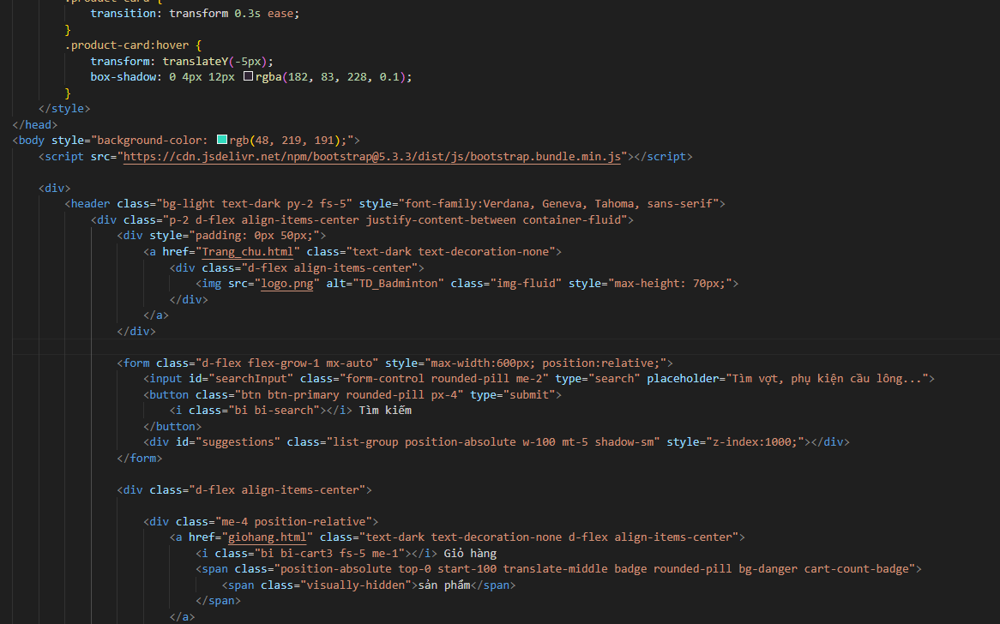 .product-card {
transition: transform 0.3s ease;
}
.product-card:hover {
transform: translateY(-5px);
box-shadow: 0 4px 12px rgba(182, 83, 228, 0.1);
}
</style>
</head>
<body style="background-color: rgb(48, 219, 191);">
<script src="https://cdn.jsdelivr.net/npm/bootstrap@5.3.3/dist/js/bootstrap.bundle.min.js"></script>
<div>
<header class="bg-light text-dark py-2 fs-5" style="font-family:Verdana, Geneva, Tahoma, sans-serif">
<div class="p-2 d-flex align-items-center justify-content-between container-fluid">
<div style="padding: 0px 50px;">
<a href="Trang_chu.html" class="text-dark text-decoration-none">
<div class="d-flex align-items-center">
<img src="logo.png" alt="TD_Badminton" class="img-fluid" style="max-height: 70px;">
</div>
</a>
</div>
<form class="d-flex flex-grow-1 mx-auto" style="max-width:600px; position:relative;">
<input id="searchInput" class="form-control rounded-pill me-2" type="search" placeholder="Tìm vợt, phụ kiện cầu lông...">
<button class="btn btn-primary rounded-pill px-4" type="submit">
<i class="bi bi-search"></i> Tìm kiếm
</button>
<div id="suggestions" class="list-group position-absolute w-100 mt-5 shadow-sm" style="z-index:1000;"></div>
</form>
<div class="d-flex align-items-center">
<div class="me-4 position-relative">
<a href="giohang.html" class="text-dark text-decoration-none d-flex align-items-center">
<i class="bi bi-cart3 fs-5 me-1"></i> Giỏ hàng
<span class="position-absolute top-0 start-100 translate-middle badge rounded-pill bg-danger cart-count-badge">
<span class="visually-hidden">sản phẩm</span>
</span>
</a>